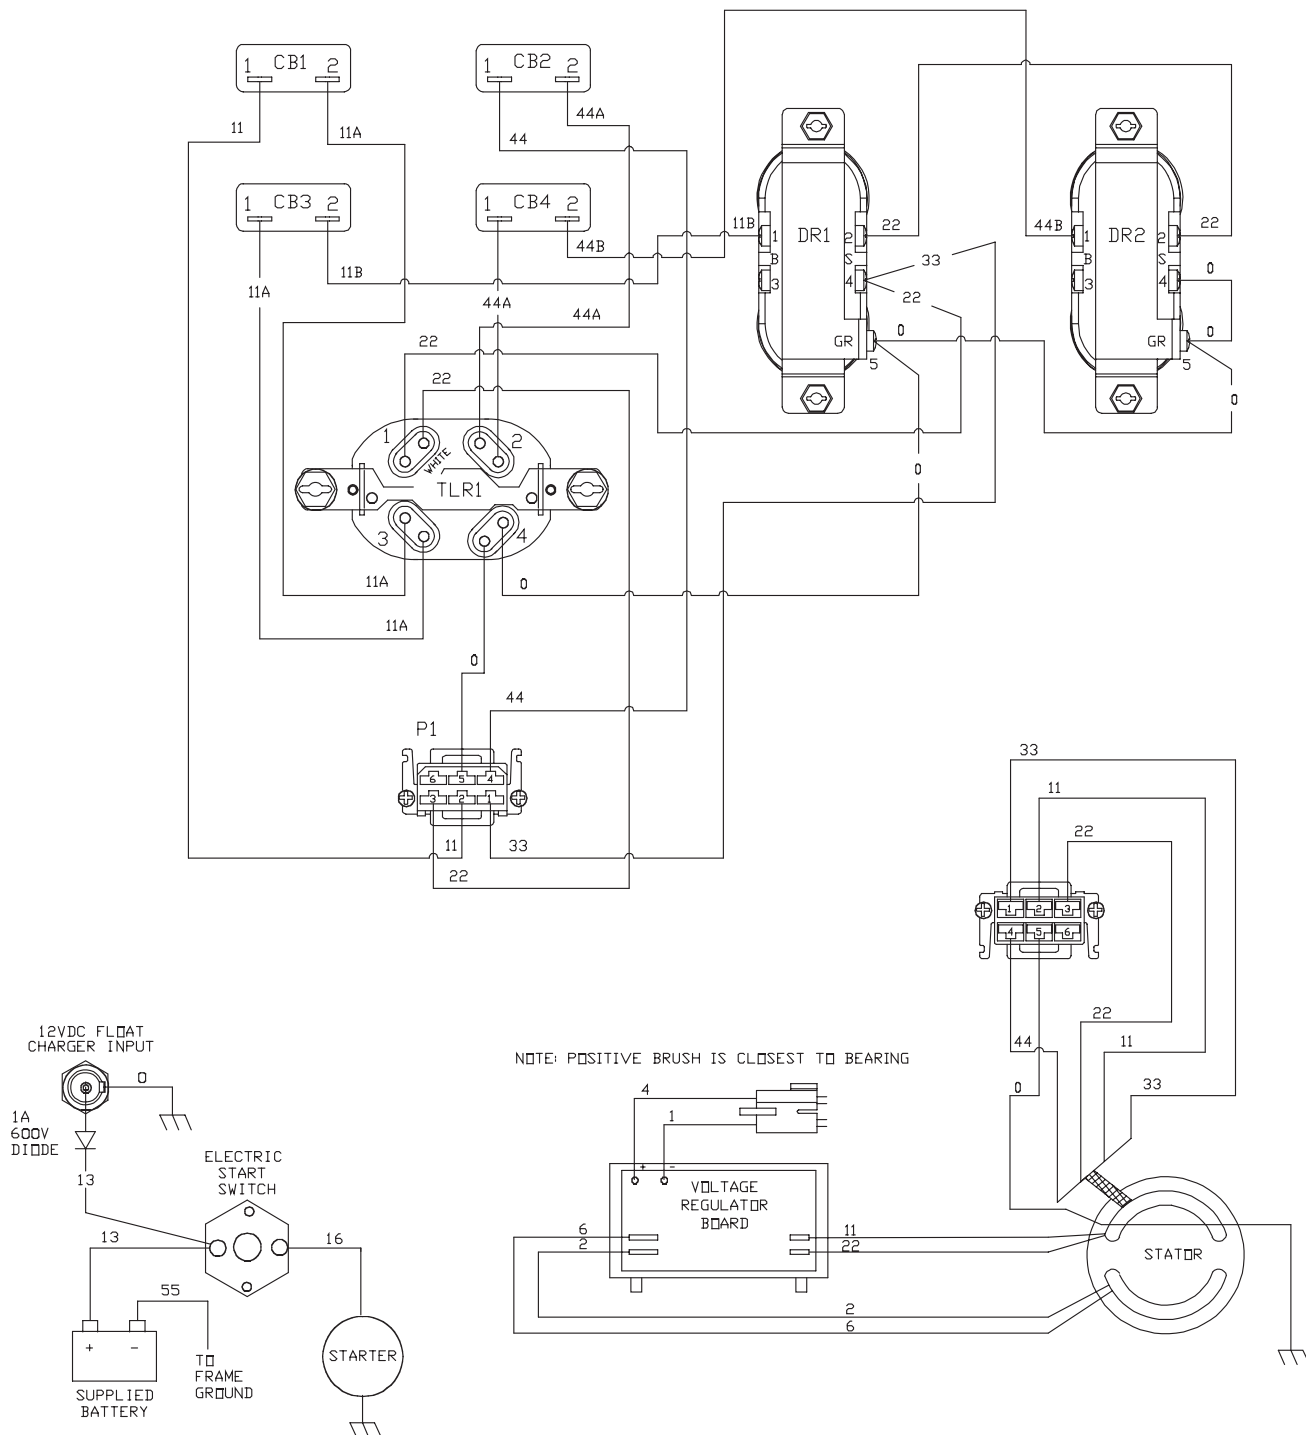 1 CB1 2
1 CB2 2
11
11A
44
44A
1 CB3 2
1 CB4 2
11A
11B
44A
44B
44A
11B
1
B
3
DR1
2
S
4
GR
5
22
33
22
0
44B
1
B
3
DR2
2
S
4
GR
5
22
0
0
0
22
22
1
2
WHITE
TLR1
3
4
11A
11A
0
0
0
44
P1
6 5 4
3 2 1
11
33
22
33
11
22
1 2 3
4 5 6
22
44
11
0
33
12VDC FLOAT
CHARGER INPUT
0
1A
600V
DIODE
13
ELECTRIC
START
SWITCH
13
16
55
+ -
TO
FRAME
GROUND
SUPPLIED
BATTERY
STARTER
NOTE: POSITIVE BRUSH IS CLOSEST TO BEARING
4
1
+ -
VOLTAGE
REGULATOR
BOARD
6
2
11
22
2
6
STATOR